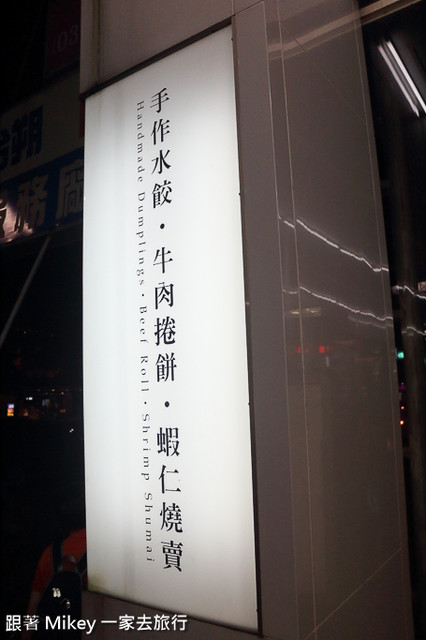 手作水餃・牛肉捲餅・蝦仁燒賣
Handmade Dumplings・Beef Roll・Shrimp Shumai
03
跟著 Mikey 一家去旅行